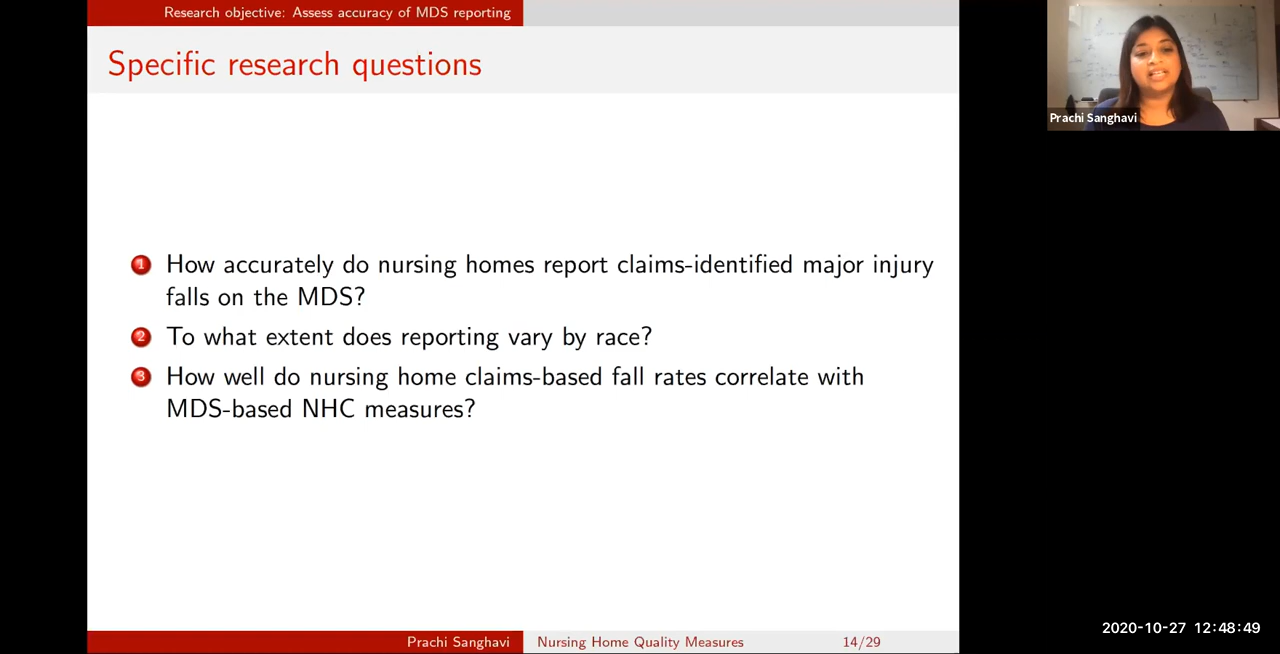 Research objective: Assess accuracy of MDS reporting
Specific research questions
1 How accurately do nursing homes report claims-identified major injury
falls on the MDS?
2 To what extent does reporting vary by race?
3 How well do nursing home claims-based fall rates correlate with
MDS-based NHC measures?
Prachi Sanghavi Nursing Home Quality Measures 14/29
Prachi Sanghavi
2020-10-27 12:48:49